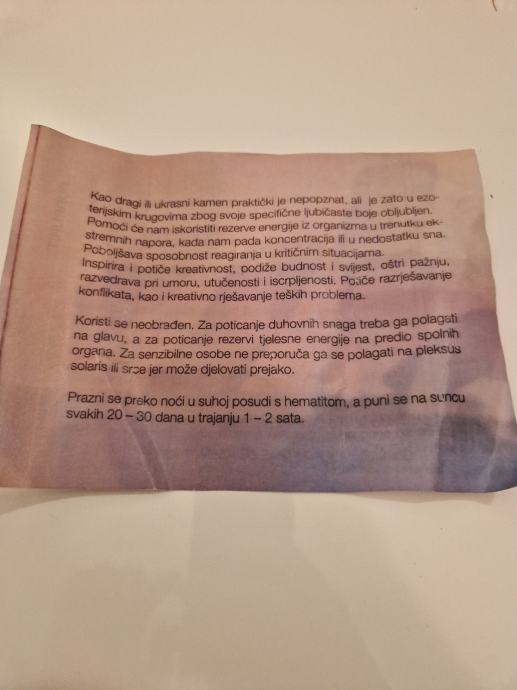 Kao dragi ili ukrasni kamen praktički je nepopznat, ali je zato u ezo-
terijskim krugovima zbog svoje specifične ljubičaste boje obljubljen.
Pomoći će nam iskoristiti rezerve energije iz organizma u trenutku ek-
stremnih napora, kada nam pada koncentracija ili u nedostatku sna.
Poboljšava sposobnost reagiranja u kritičnim situacijama.
Inspirira i potiče kreativnost, podiže budnost i svijest, oštri pažnju,
razvedrava pri umoru, utučenosti i iscrpljenosti. Potiče razrješavanje
konflikata, kao i kreativno rješavanje teških problema.
Koristi se neobrađen. Za poticanje duhovnih snaga treba ga polagati
na glavu, a za poticanje rezervi tjelesne energije na predio spolnih
organa. Za senzibilne osobe ne preporuča ga se polagati na pleksus
solaris ili srce jer može djelovati prejako.
Prazni se preko noći u suhoj posudi s hematitom, a puni se na suncu
svakih 20 – 30 dana u trajanju 1 – 2 sata.